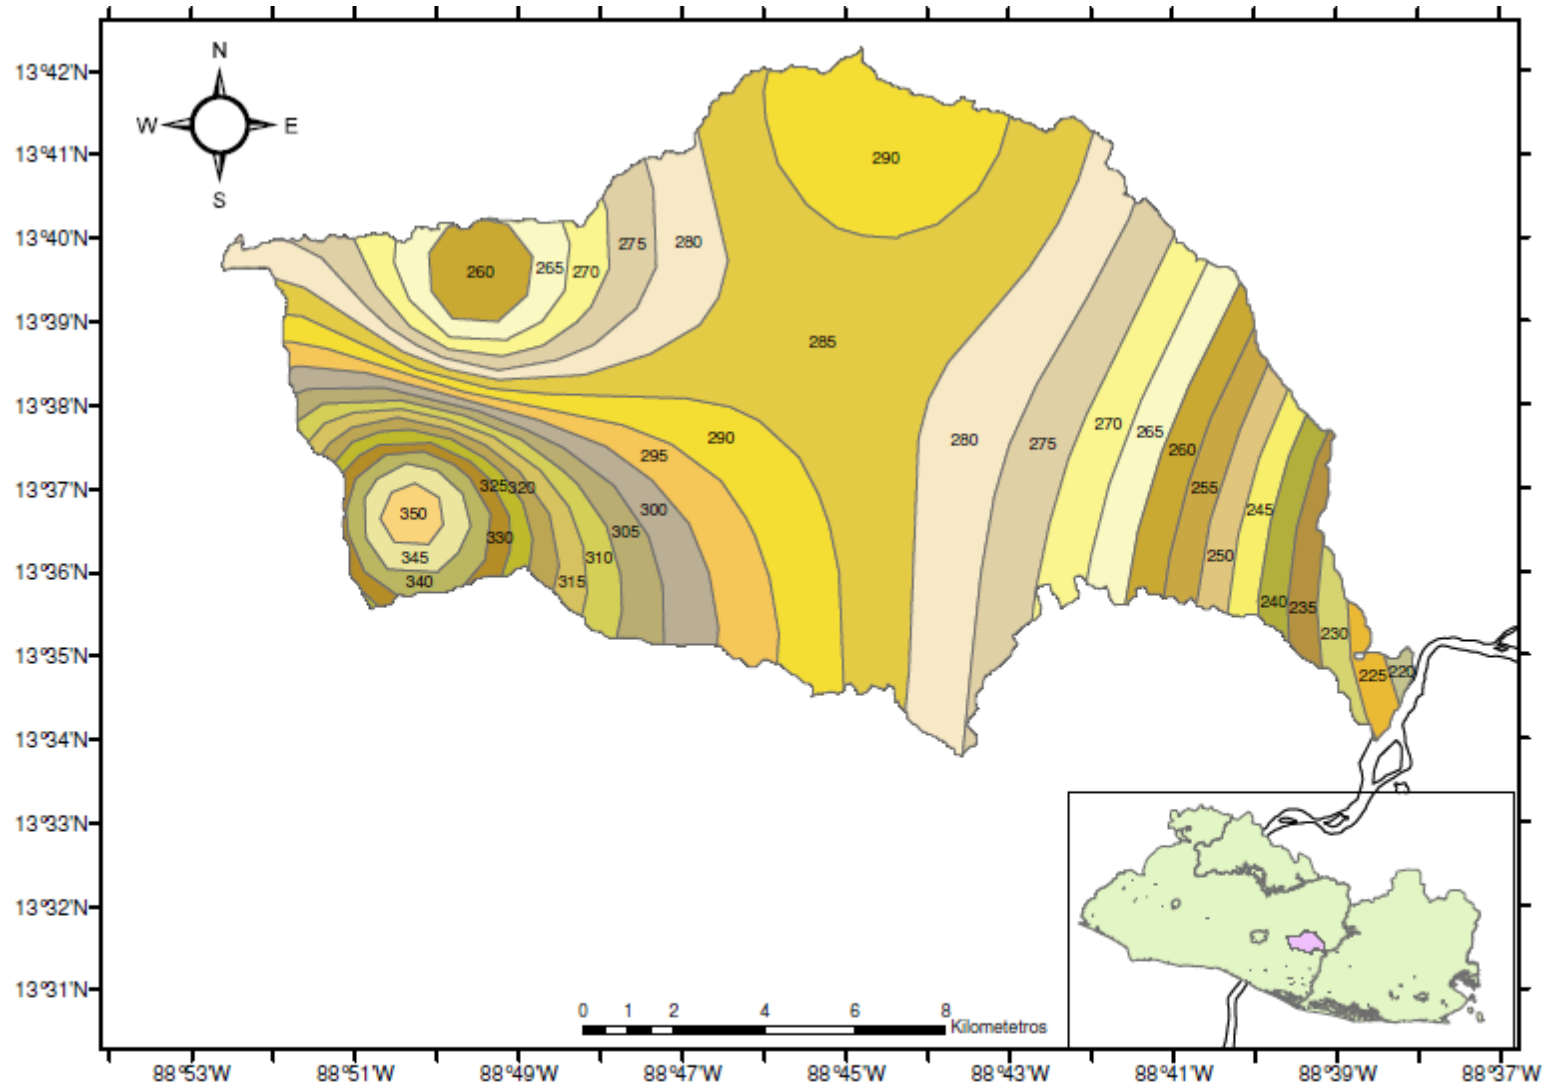 N
W E
S
13°42'N
13°41'N
13°40'N
13°39'N
13°38'N
13°37'N
13°36'N
13°35'N
13°34'N
13°33'N
13°32'N
13°31'N
290
275
280
260
265
270
285
290
280
275
270
265
260
255
250
245
240
235
230
225
220
295
300
305
310
315
320
325
330
350
345
340
0 1 2 4 6 8
Kilometetros
88°53'W 88°51'W 88°49'W 88°47'W 88°45'W 88°43'W 88°41'W 88°39'W 88°37'W